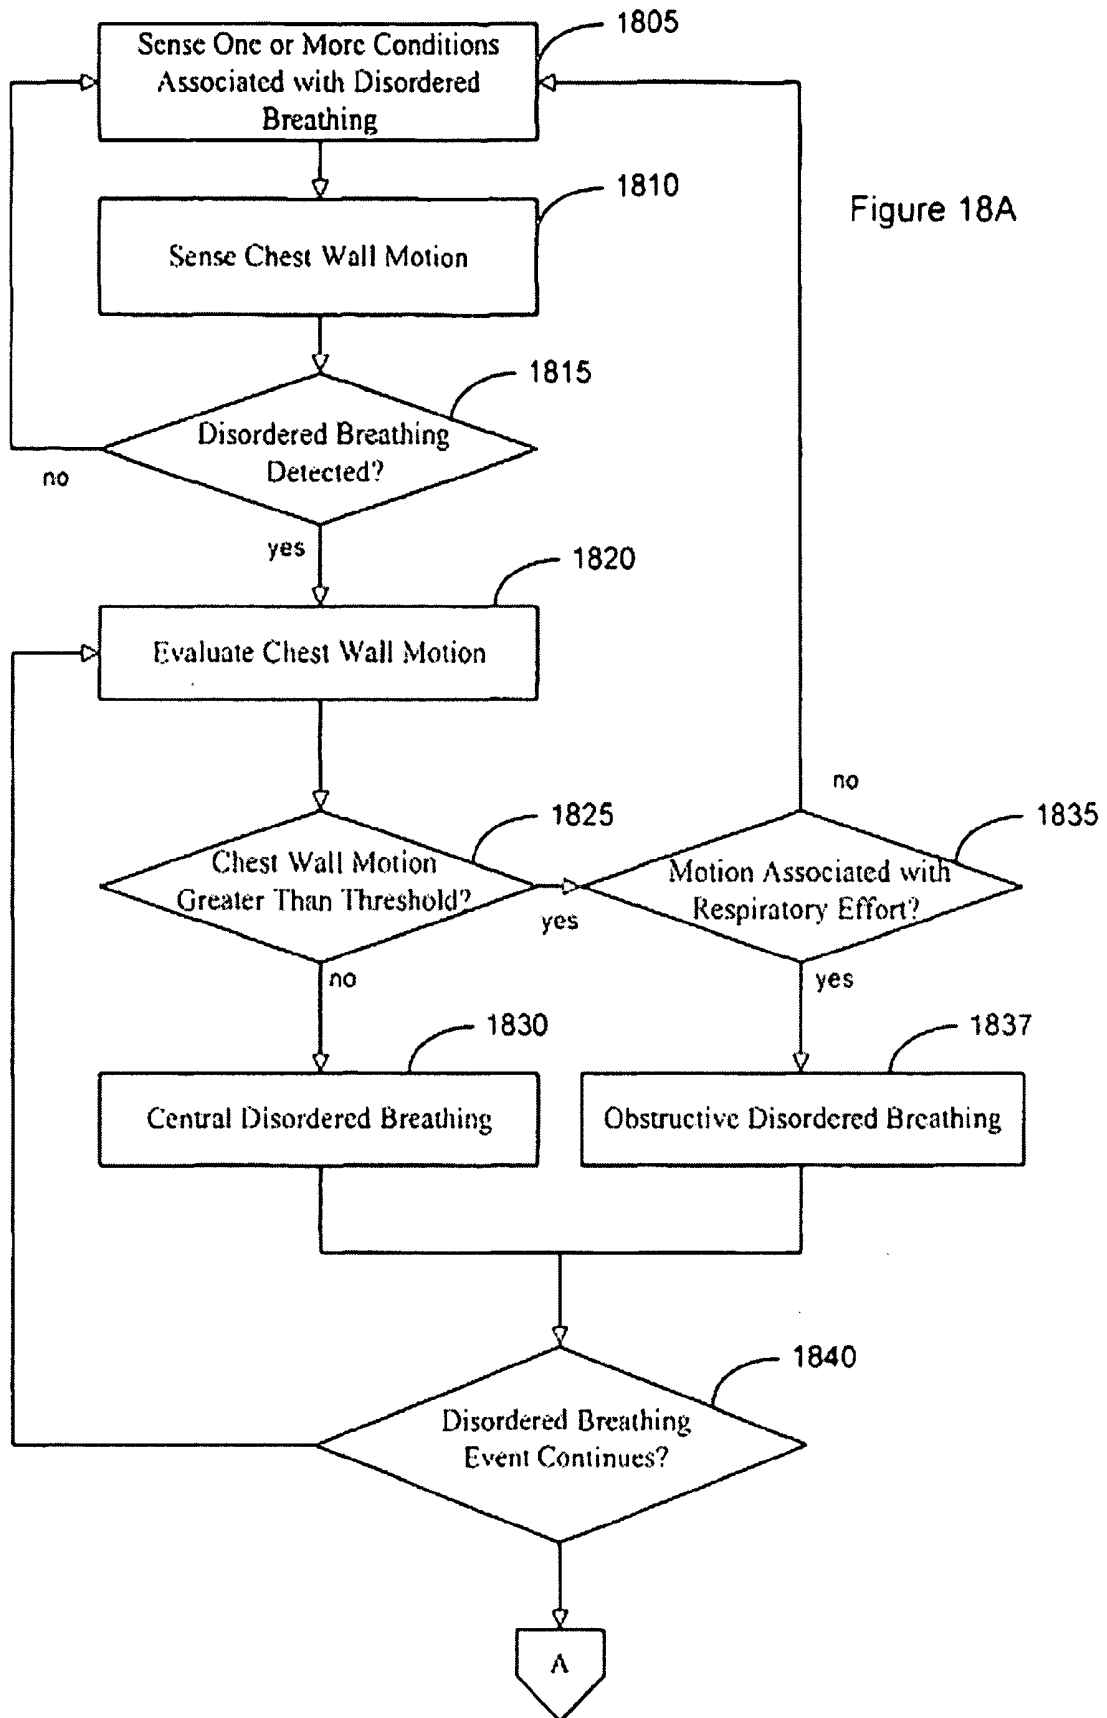 1805
Sense One or More Conditions
Associated with Disordered
Breathing
1810
Figure 18A
Sense Chest Wall Motion
1815
Disordered Breathing
Detected?
no
yes
1820
Evaluate Chest Wall Motion
no
1825
1835
Chest Wall Motion
Greater Than Threshold?
Motion Associated with
Respiratory Effort?
yes
no
yes
1830
1837
Central Disordered Breathing
Obstructive Disordered Breathing
1840
Disordered Breathing
Event Continues?
A